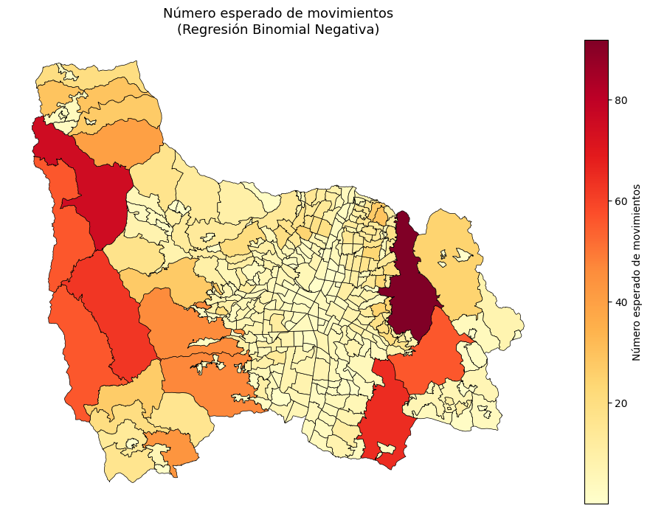 Número esperado de movimientos
(Regresión Binomial Negativa)
80
60
40
20
Número esperado de movimientos